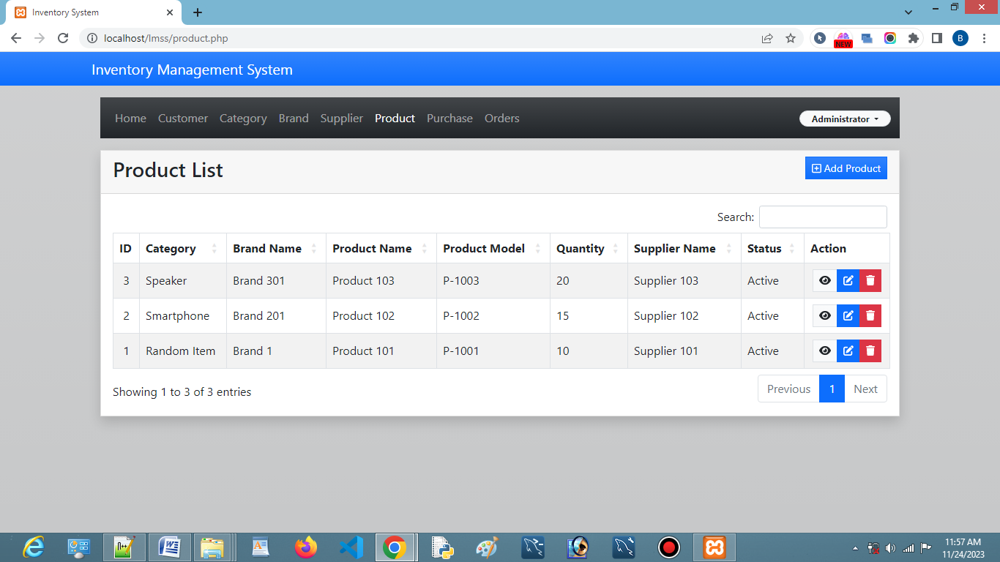 Inventory System
localhost/lmss/product.php
NEW
B
Inventory Management System
Home Customer Category Brand Supplier Product Purchase Orders Administrator
Product List Add Product
Search:
ID Category Brand Name Product Name Product Model Quantity Supplier Name Status Action
3 Speaker Brand 301 Product 103 P-1003 20 Supplier 103 Active
2 Smartphone Brand 201 Product 102 P-1002 15 Supplier 102 Active
1 Random Item Brand 1 Product 101 P-1001 10 Supplier 101 Active
Showing 1 to 3 of 3 entries Previous 1 Next
11:57 AM
11/24/2023